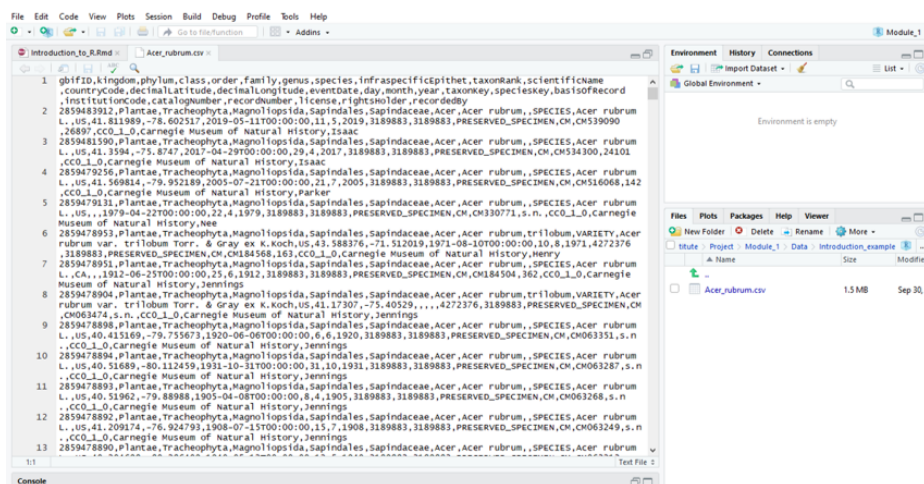 File Edit Code View Plots Session Build Debug Profile Tools Help
Go to file/function Addins
Module_1
Introduction_to_R.Rmd
Acer_rubrum.csv
1 gbifID,kingdom,phylum,class,order,family,genus,species,infraspecificEpithet,taxonRank,scientificName
,countryCode,decimalLatitude,decimalLongitude,eventDate,day,month,year,taxonKey,speciesKey,basisOfRecord
,institutionCode,catalogNumber,recordNumber,license,rightsHolder,recordedBy
2 2859483912,Plantae,Tracheophyta,Magnoliopsida,Sapindales,Sapindaceae,Acer,Acer rubrum,,SPECIES,Acer rubrum
L.,US,41.811989,-78.602517,2019-05-11T00:00:00,11,5,2019,3189883,3189883,PRESERVED_SPECIMEN,CM,CM539090
,26897,CC0_1_0,Carnegie Museum of Natural History,Isaac
3 2859481590,Plantae,Tracheophyta,Magnoliopsida,Sapindales,Sapindaceae,Acer,Acer rubrum,,SPECIES,Acer rubrum
L.,US,41.3594,-75.8747,2017-04-29T00:00:00,29,4,2017,3189883,3189883,PRESERVED_SPECIMEN,CM,CM534300,24101
,CC0_1_0,Carnegie Museum of Natural History,Isaac
4 2859479256,Plantae,Tracheophyta,Magnoliopsida,Sapindales,Sapindaceae,Acer,Acer rubrum,,SPECIES,Acer rubrum
L.,US,41.569814,-79.952189,2005-07-21T00:00:00,21,7,2005,3189883,3189883,PRESERVED_SPECIMEN,CM,CM516068,142
,CC0_1_0,Carnegie Museum of Natural History,Parker
5 2859479131,Plantae,Tracheophyta,Magnoliopsida,Sapindales,Sapindaceae,Acer,Acer rubrum,,SPECIES,Acer rubrum
L.,US,,,1979-04-22T00:00:00,22,4,1979,3189883,3189883,PRESERVED_SPECIMEN,CM,CM330771,s.n.,CC0_1_0,Carnegie
Museum of Natural History,Nee
6 2859478953,Plantae,Tracheophyta,Magnoliopsida,Sapindales,Sapindaceae,Acer,Acer rubrum,trilobum,VARIETY,Acer
rubrum var. trilobum Torr. & Gray ex K.Koch,US,43.588376,-71.512019,1971-08-10T00:00:00,10,8,1971,4272376
,3189883,PRESERVED_SPECIMEN,CM,CM184568,163,CC0_1_0,Carnegie Museum of Natural History,Henry
7 2859478951,Plantae,Tracheophyta,Magnoliopsida,Sapindales,Sapindaceae,Acer,Acer rubrum,,SPECIES,Acer rubrum
L.,CA,,,1912-06-25T00:00:00,25,6,1912,3189883,3189883,PRESERVED_SPECIMEN,CM,CM184504,362,CC0_1_0,Carnegie
Museum of Natural History,Jennings
8 2859478904,Plantae,Tracheophyta,Magnoliopsida,Sapindales,Sapindaceae,Acer,Acer rubrum,trilobum,VARIETY,Acer
rubrum var. trilobum Torr. & Gray ex K.Koch,US,41.17307,-75.40529,,,,,4272376,3189883,PRESERVED_SPECIMEN,CM
,CM063474,s.n.,CC0_1_0,Carnegie Museum of Natural History,Jennings
9 2859478898,Plantae,Tracheophyta,Magnoliopsida,Sapindales,Sapindaceae,Acer,Acer rubrum,,SPECIES,Acer rubrum
L.,US,40.415169,-79.755673,1920-06-06T00:00:00,6,6,1920,3189883,3189883,PRESERVED_SPECIMEN,CM,CM063351,s.n
.,CC0_1_0,Carnegie Museum of Natural History,Jennings
10 2859478894,Plantae,Tracheophyta,Magnoliopsida,Sapindales,Sapindaceae,Acer,Acer rubrum,,SPECIES,Acer rubrum
L.,US,40.51689,-80.112459,1931-10-31T00:00:00,31,10,1931,3189883,3189883,PRESERVED_SPECIMEN,CM,CM063287,s.n
.,CC0_1_0,Carnegie Museum of Natural History,Jennings
11 2859478893,Plantae,Tracheophyta,Magnoliopsida,Sapindales,Sapindaceae,Acer,Acer rubrum,,SPECIES,Acer rubrum
L.,US,40.51962,-79.88988,1905-04-08T00:00:00,8,4,1905,3189883,3189883,PRESERVED_SPECIMEN,CM,CM063268,s.n
.,CC0_1_0,Carnegie Museum of Natural History,Jennings
12 2859478892,Plantae,Tracheophyta,Magnoliopsida,Sapindales,Sapindaceae,Acer,Acer rubrum,,SPECIES,Acer rubrum
L.,US,41.209174,-76.924793,1908-07-15T00:00:00,15,7,1908,3189883,3189883,PRESERVED_SPECIMEN,CM,CM063249,s.n
.,CC0_1_0,Carnegie Museum of Natural History,Jennings
13 2859478890,Plantae,Tracheophyta,Magnoliopsida,Sapindales,Sapindaceae,Acer,Acer rubrum,,SPECIES,Acer rubrum
1:1 Text File
Console
Environment History Connections
Import Dataset List
Global Environment
Environment is empty
Files Plots Packages Help Viewer
New Folder Delete Rename More
titute Project Module_1 Data Introduction_example
Name Size Modifie
..
Acer_rubrum.csv 1.5 MB Sep 30,